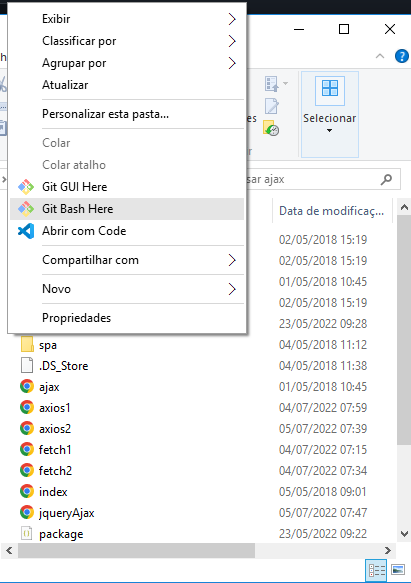 Exibir
Classificar por
Agrupar por
Atualizar
Personalizar esta pasta...
Colar
Colar atalho
Git GUI Here
Git Bash Here
Abrir com Code
Compartilhar com
Novo
Propriedades
Selecionar
sar ajax
Data de modificaç...
02/05/2018 15:19
02/05/2018 15:19
01/05/2018 10:45
02/05/2018 15:19
23/05/2022 09:28
spa 04/05/2018 11:12
.DS_Store 04/05/2018 11:38
ajax 01/05/2018 10:45
axios1 04/07/2022 07:59
axios2 05/07/2022 07:39
fetch1 04/07/2022 07:15
fetch2 04/07/2022 07:34
index 05/05/2018 09:01
jqueryAjax 05/07/2022 07:47
package 23/05/2022 09:22